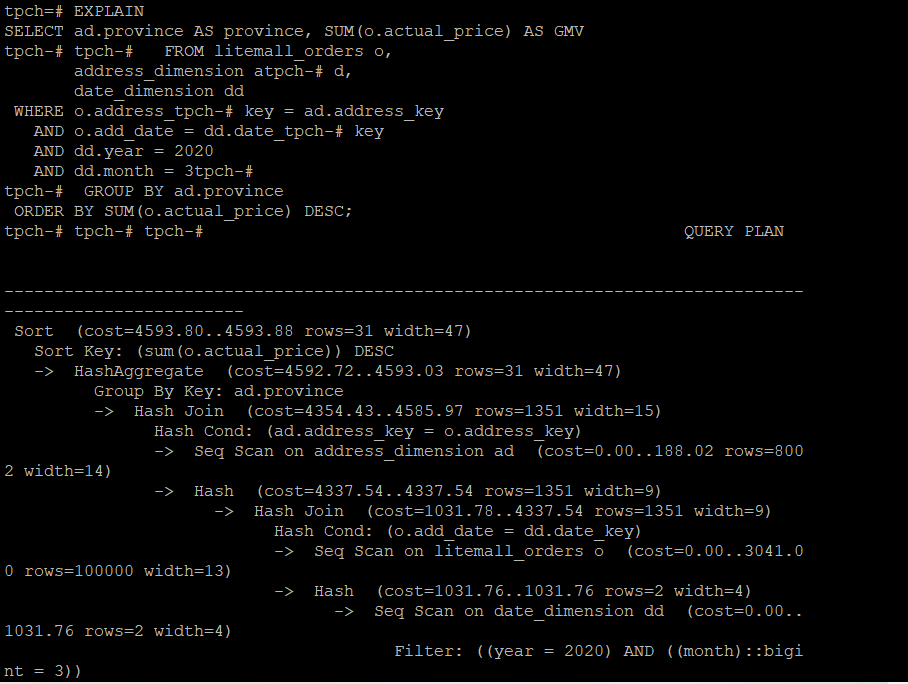 tpch=# EXPLAIN
SELECT ad.province AS province, SUM(o.actual_price) AS GMV
tpch-# tpch-#   FROM litemall_orders o,
       address_dimension atpch-# d,
       date_dimension dd
 WHERE o.address_tpch-# key = ad.address_key
   AND o.add_date = dd.date_tpch-# key
   AND dd.year = 2020
   AND dd.month = 3tpch-#
tpch-#  GROUP BY ad.province
 ORDER BY SUM(o.actual_price) DESC;
tpch-# tpch-# tpch-#                                                QUERY PLAN
--------------------------------------------------------------------------------
------------------------
 Sort  (cost=4593.80..4593.88 rows=31 width=47)
   Sort Key: (sum(o.actual_price)) DESC
   ->  HashAggregate  (cost=4592.72..4593.03 rows=31 width=47)
         Group By Key: ad.province
         ->  Hash Join  (cost=4354.43..4585.97 rows=1351 width=15)
               Hash Cond: (ad.address_key = o.address_key)
               ->  Seq Scan on address_dimension ad  (cost=0.00..188.02 rows=800
2 width=14)
               ->  Hash  (cost=4337.54..4337.54 rows=1351 width=9)
                     ->  Hash Join  (cost=1031.78..4337.54 rows=1351 width=9)
                           Hash Cond: (o.add_date = dd.date_key)
                           ->  Seq Scan on litemall_orders o  (cost=0.00..3041.0
0 rows=100000 width=13)
                           ->  Hash  (cost=1031.76..1031.76 rows=2 width=4)
                                 ->  Seq Scan on date_dimension dd  (cost=0.00..
1031.76 rows=2 width=4)
                                       Filter: ((year = 2020) AND ((month)::bigi
nt = 3))